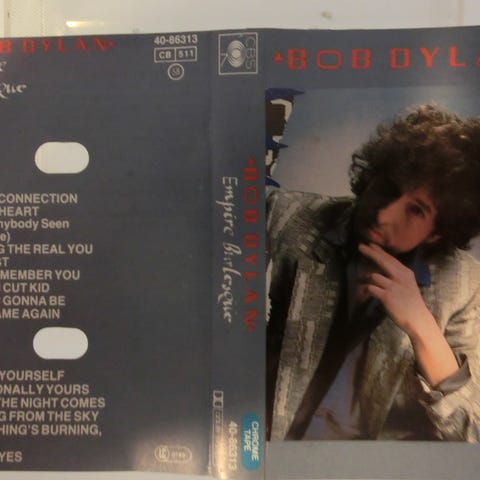 B DYLAN
40-86313
CB 511
CONNECTION
HEART
nybody Seen
e)
G THE REAL YOU
ST
MEMBER YOU
CUT KID
GONNA BE
AME AGAIN
YOURSELF
ONALLY YOURS
THE NIGHT COMES
G FROM THE SKY
HING'S BURNING,
YES
CBS
BOB DYLAN
Empire Burlesque
40-86313
CHROME
TAPE
BOB DYLA